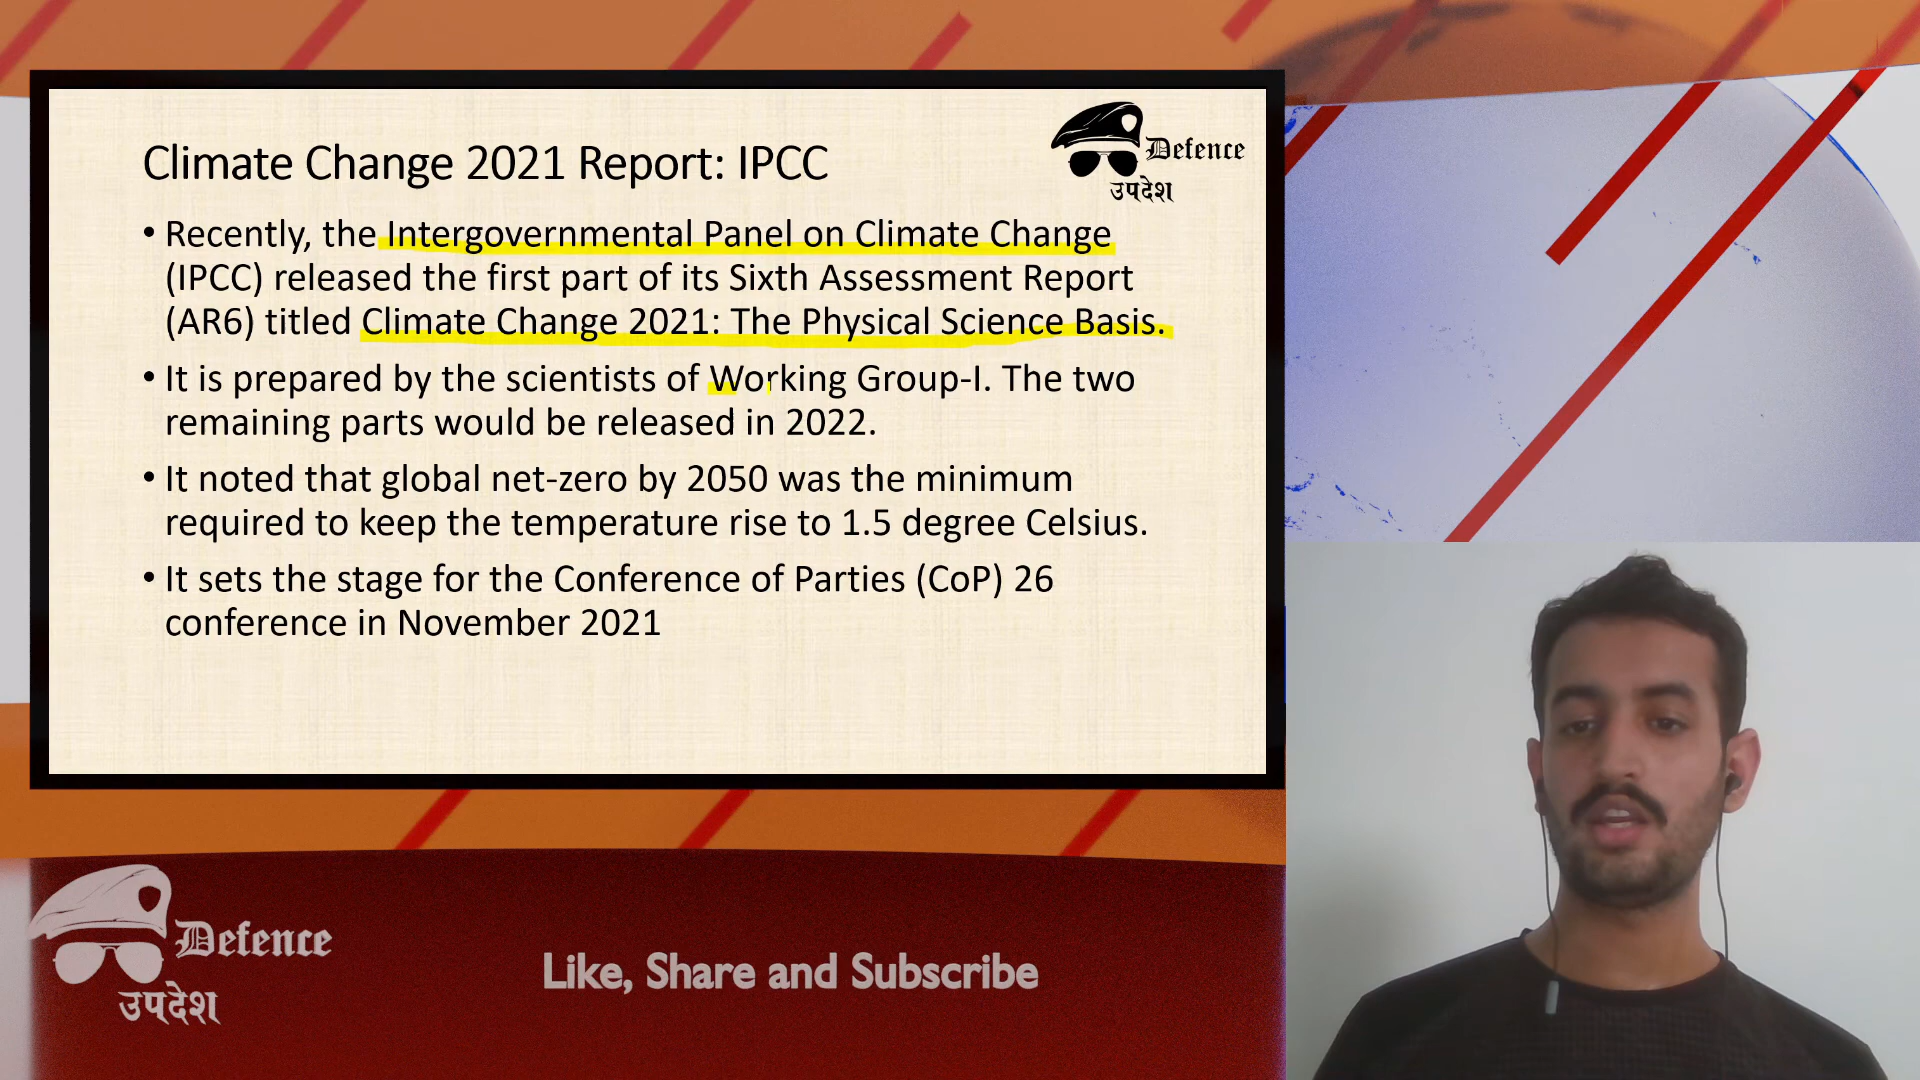 Climate Change 2021 Report: IPCC
Defence
उपदेश
• Recently, the Intergovernmental Panel on Climate Change
(IPCC) released the first part of its Sixth Assessment Report
(AR6) titled Climate Change 2021: The Physical Science Basis.
• It is prepared by the scientists of Working Group-I. The two
remaining parts would be released in 2022.
• It noted that global net-zero by 2050 was the minimum
required to keep the temperature rise to 1.5 degree Celsius.
• It sets the stage for the Conference of Parties (CoP) 26
conference in November 2021
Defence
उपदेश
Like, Share and Subscribe